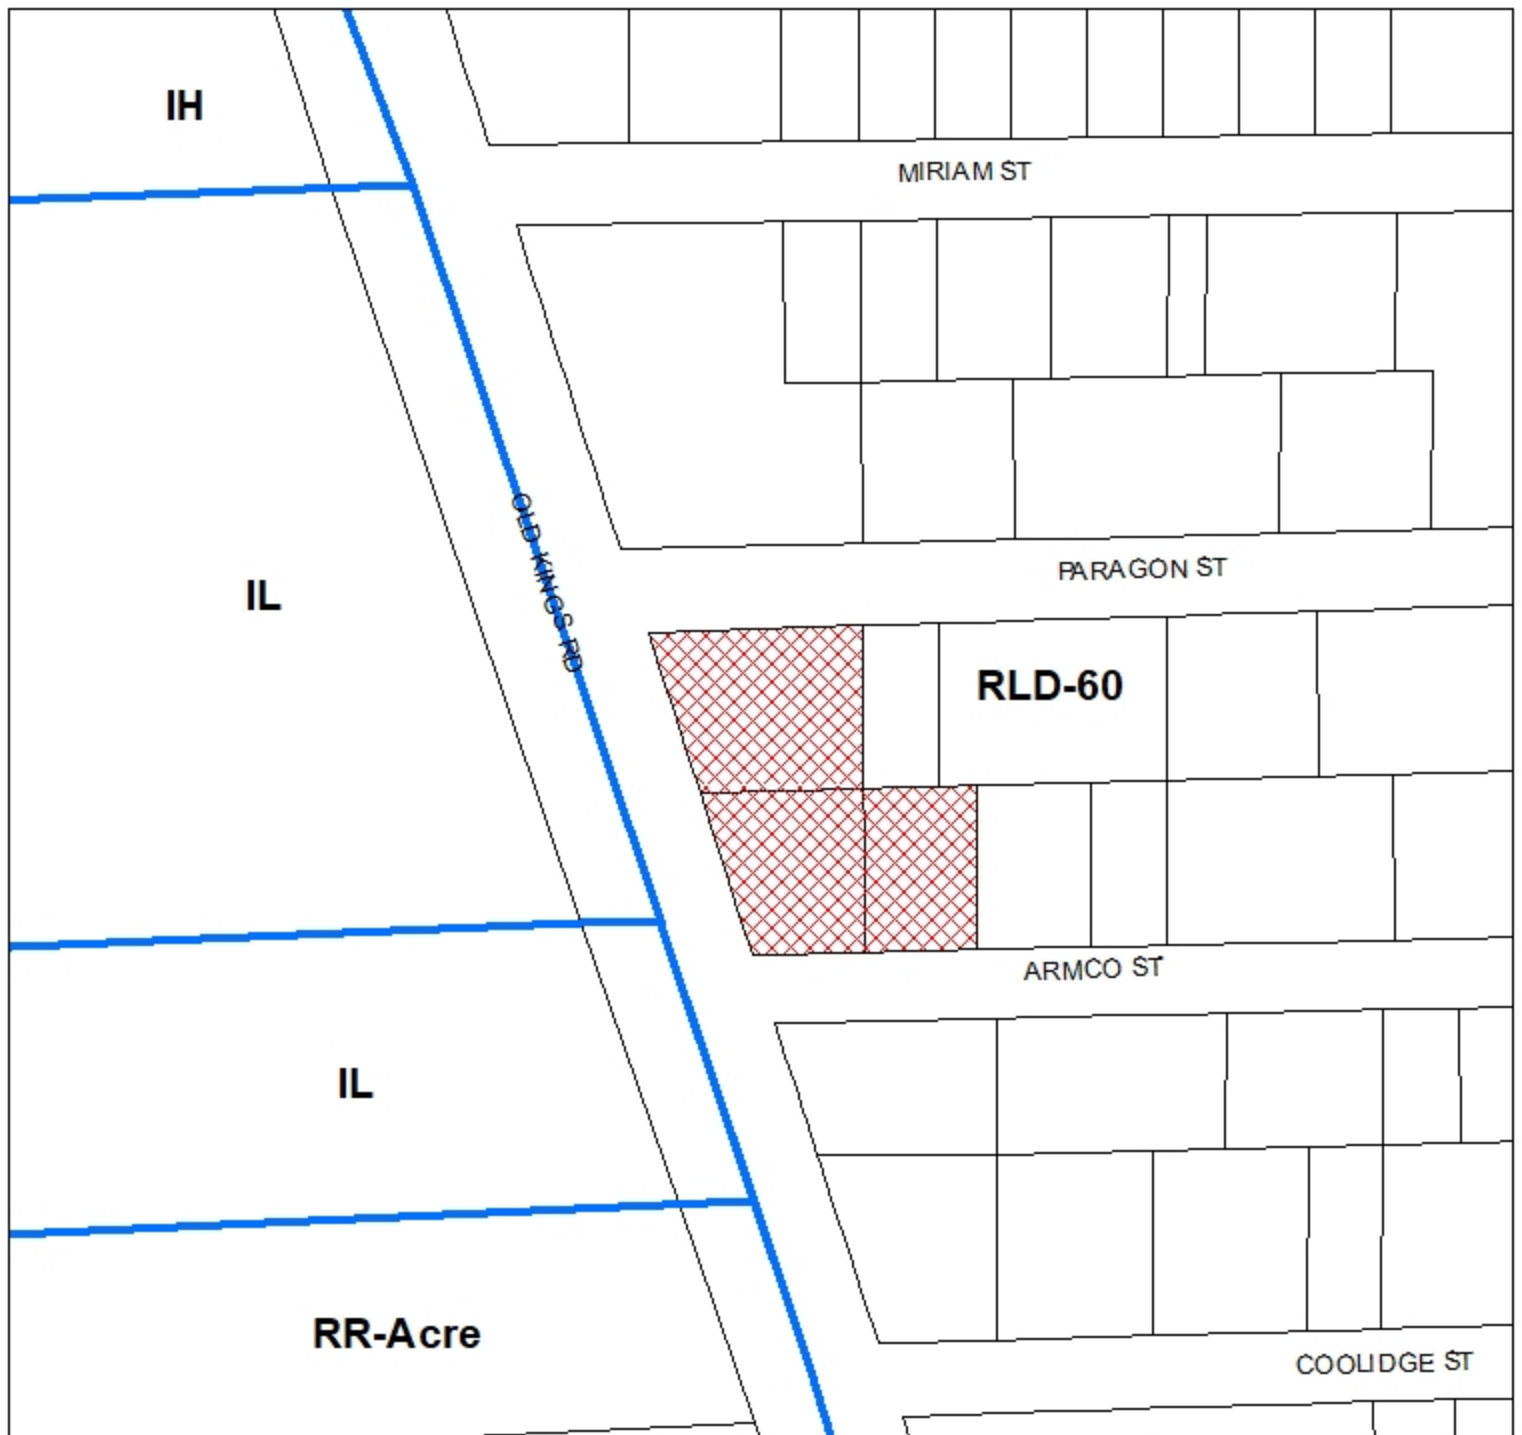 IH
MIRIAM ST
OLD KINGS RD
PARAGON ST
IL
RLD-60
ARMCO ST
IL
RR-Acre
COOLIDGE ST